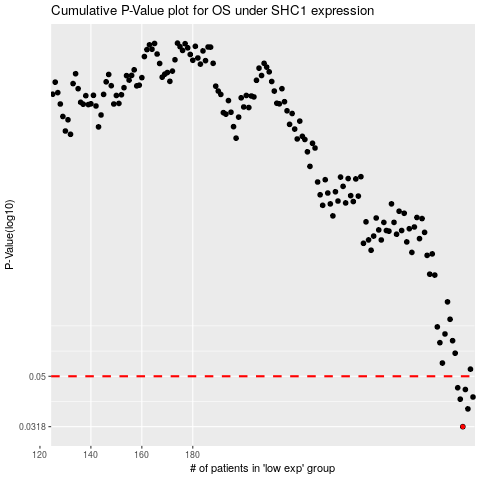 Cumulative P-Value plot for OS under SHC1 expression
P-Value(log10)
0.05
0.0318
120 140 160 180
# of patients in 'low exp' group